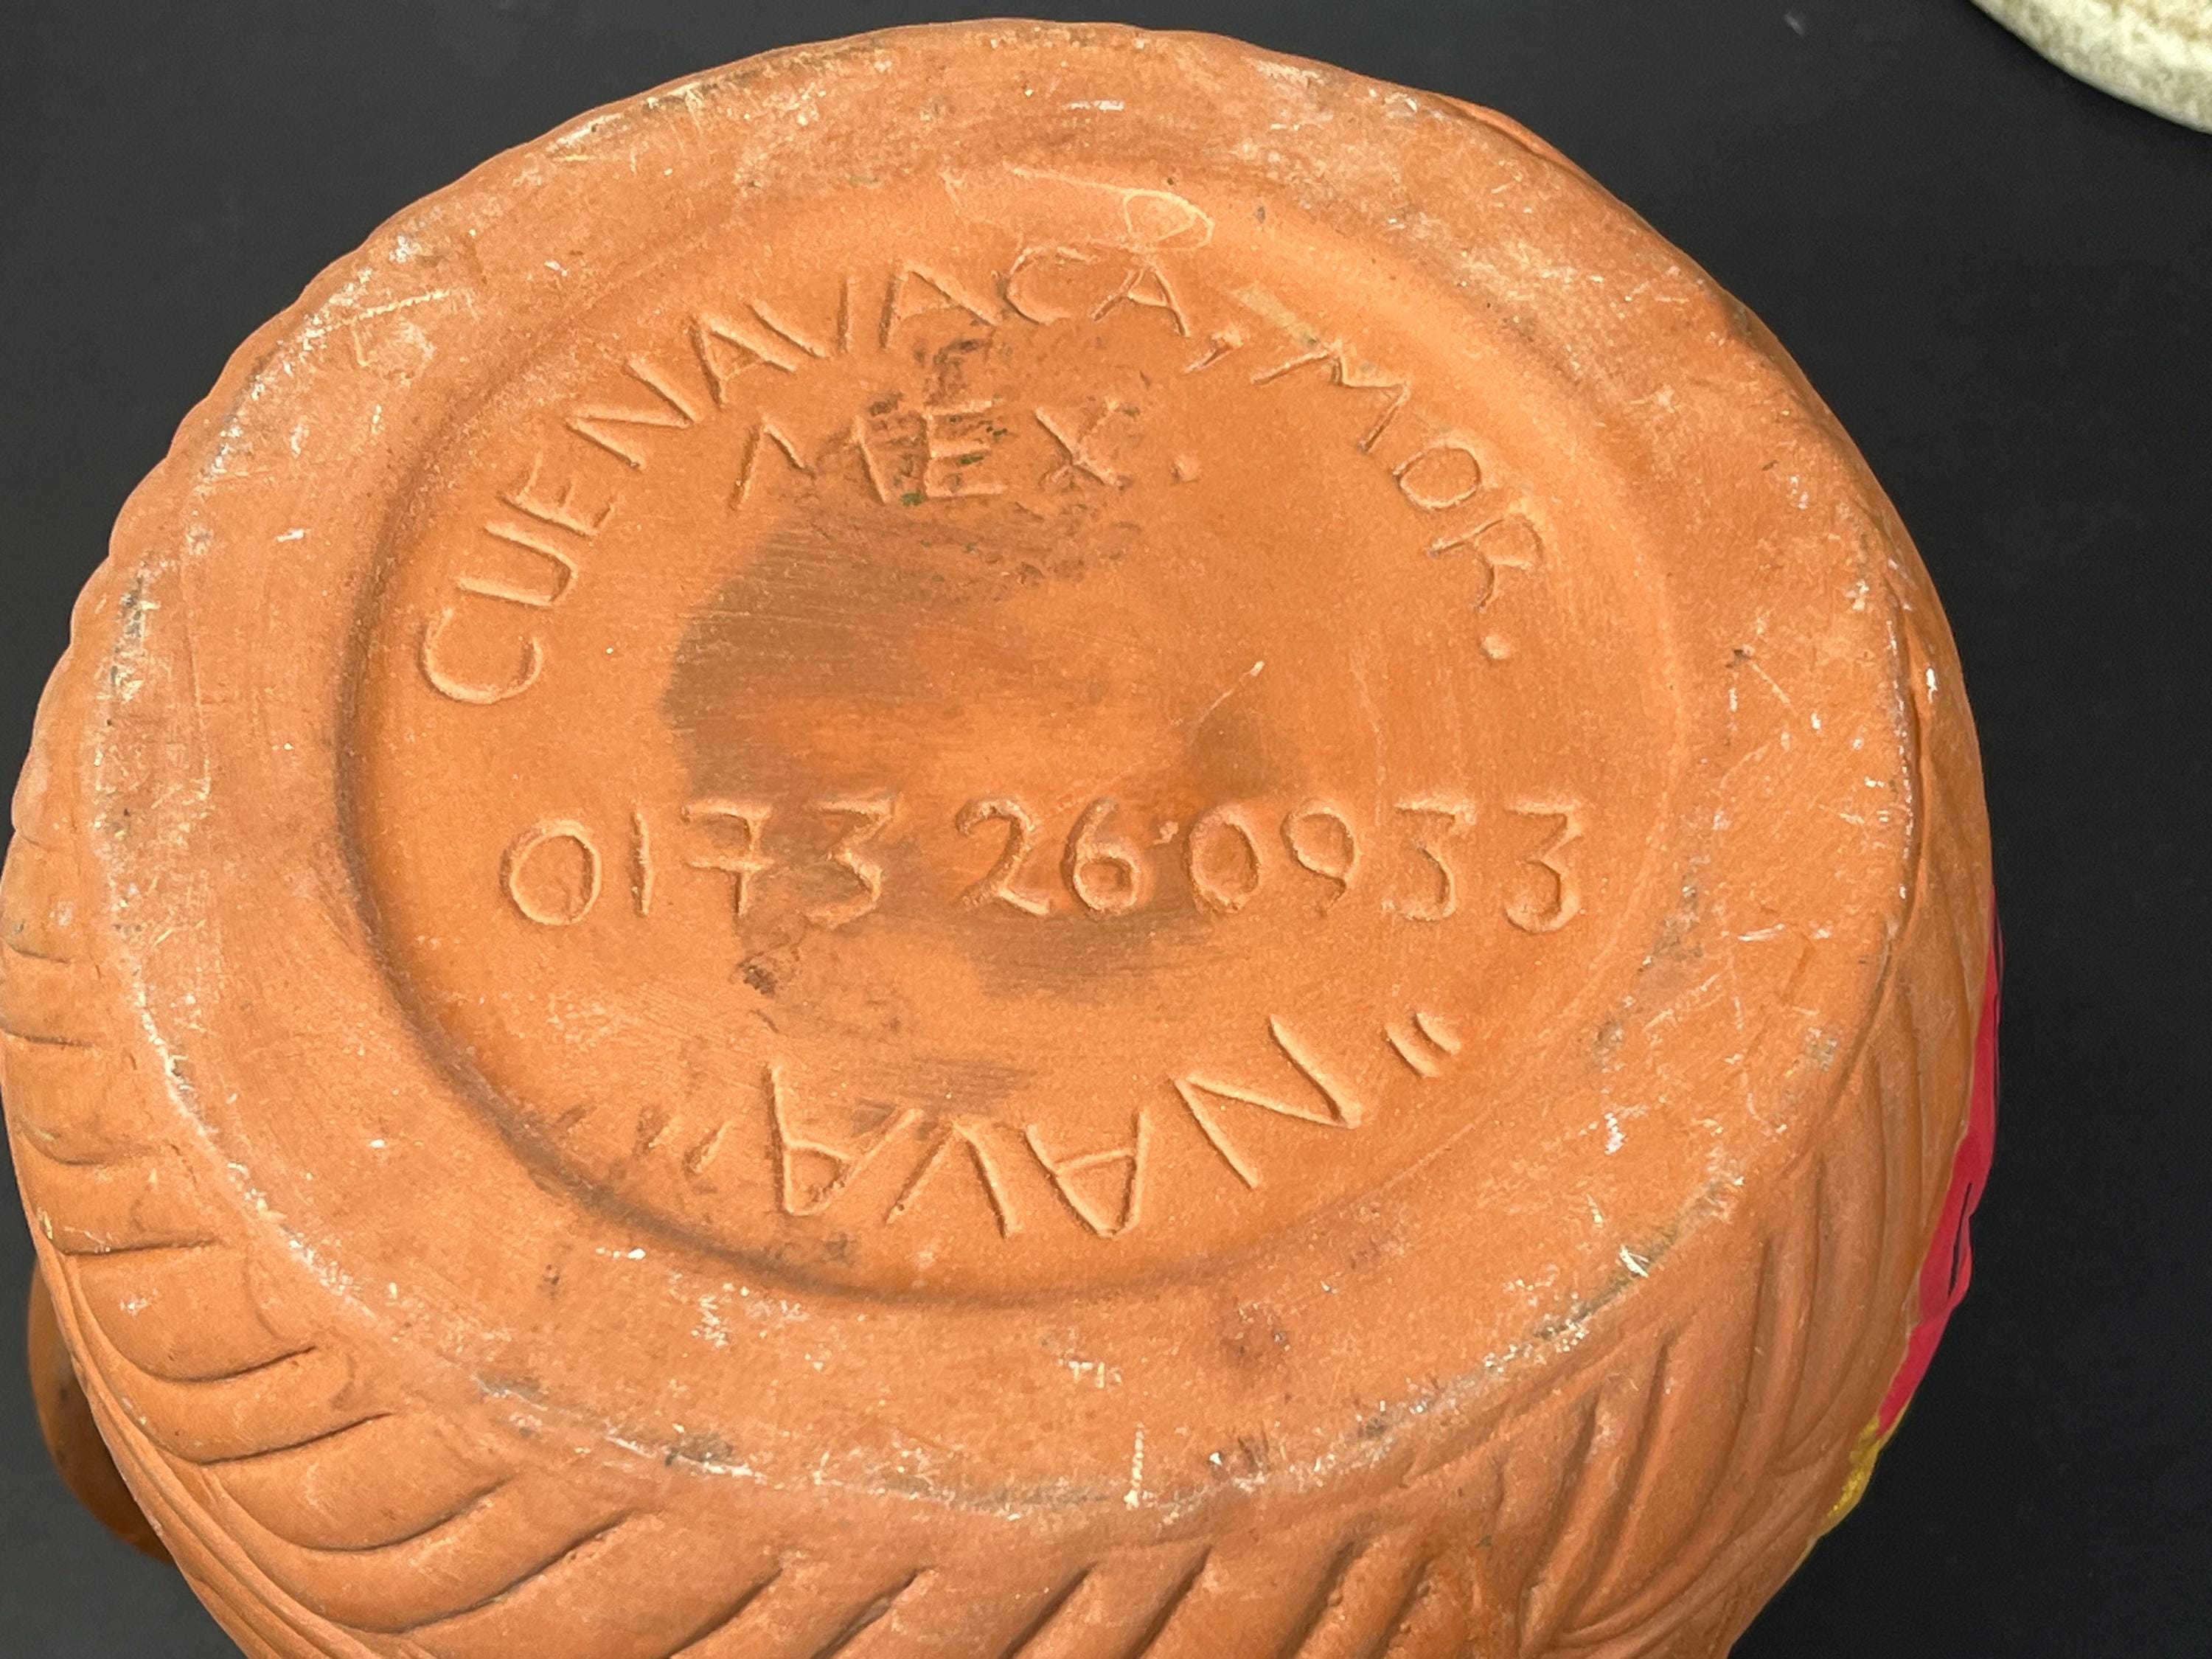 CUENAVACA, MOR.
MEX.
0173 260933
"NAVA"